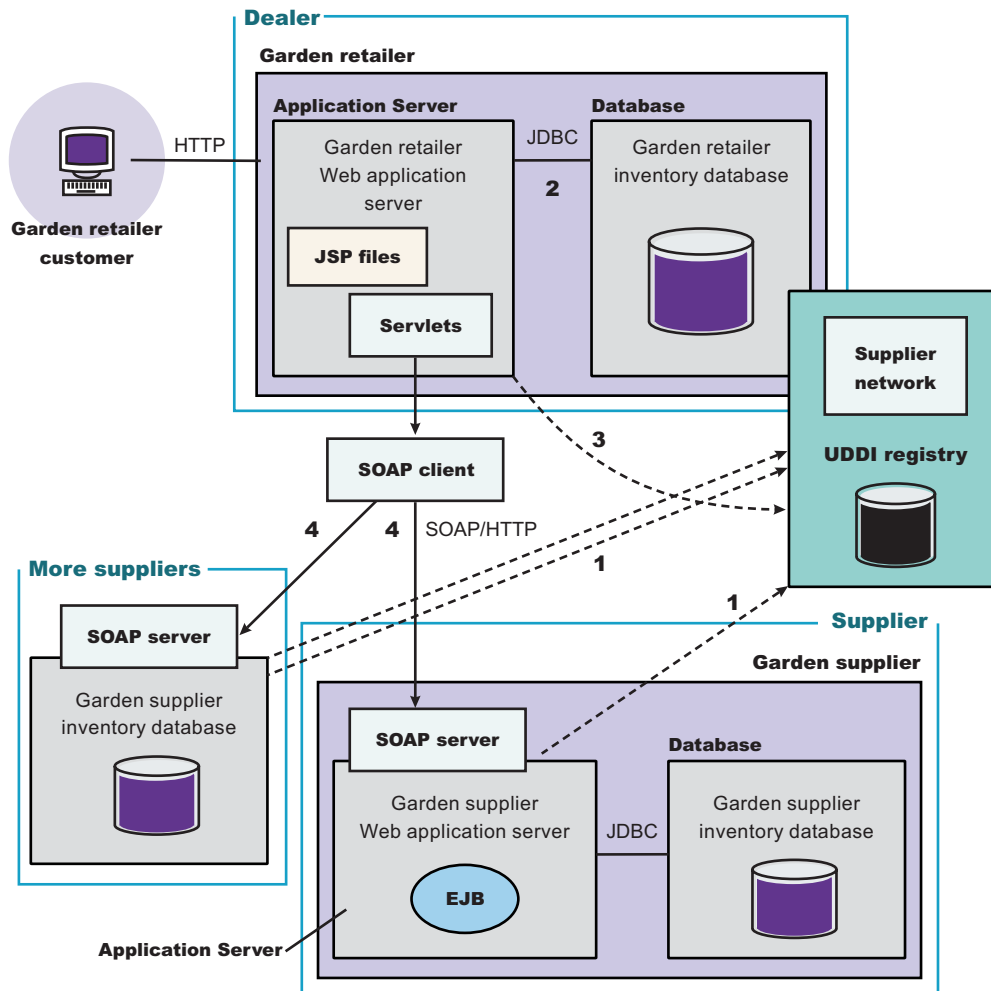 Dealer
Garden retailer
Application Server
Database
HTTP
Garden retailer
Web application
server
JDBC
2
Garden retailer
inventory database
Garden retailer
customer
JSP files
Servlets
Supplier
network
UDDI registry
3
SOAP client
4
4
SOAP/HTTP
1
1
More suppliers
SOAP server
Garden supplier
inventory database
Supplier
Garden supplier
SOAP server
Database
Garden supplier
Web application server
JDBC
Garden supplier
inventory database
EJB
Application Server